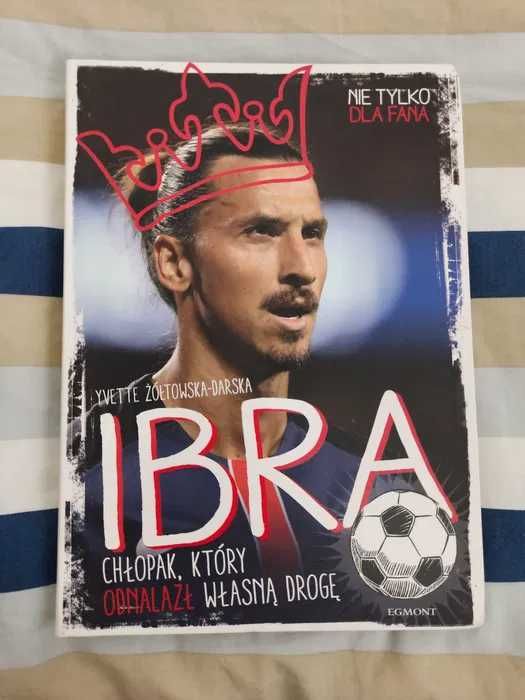 NIE TYLKO
DLA FANA
YVETTE ŻÓŁTOWSKA-DARSKA
IBRA
CHŁOPAK, KTÓRY
ODNALAZŁ WŁASNĄ DROGĘ
EGMONT